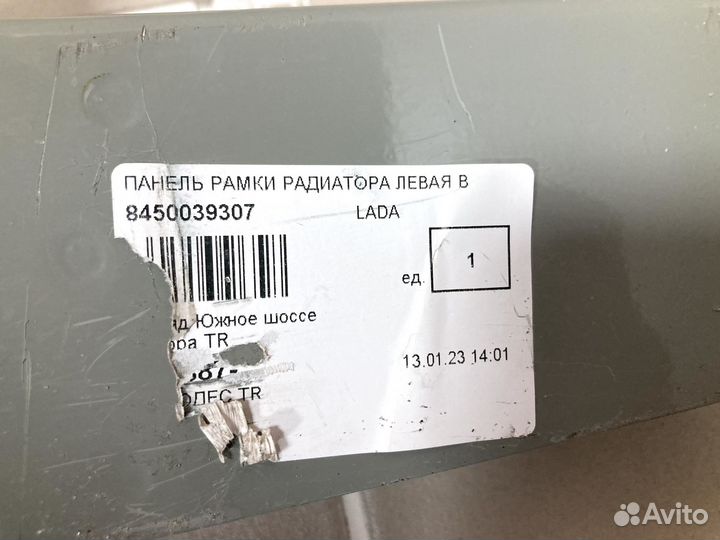 ПАНЕЛЬ РАМКИ РАДИАТОРА ЛЕВАЯ В
8450039307 LADA
ед. 1
Южное шоссе
TR
13.01.23 14:01
TR
Avito